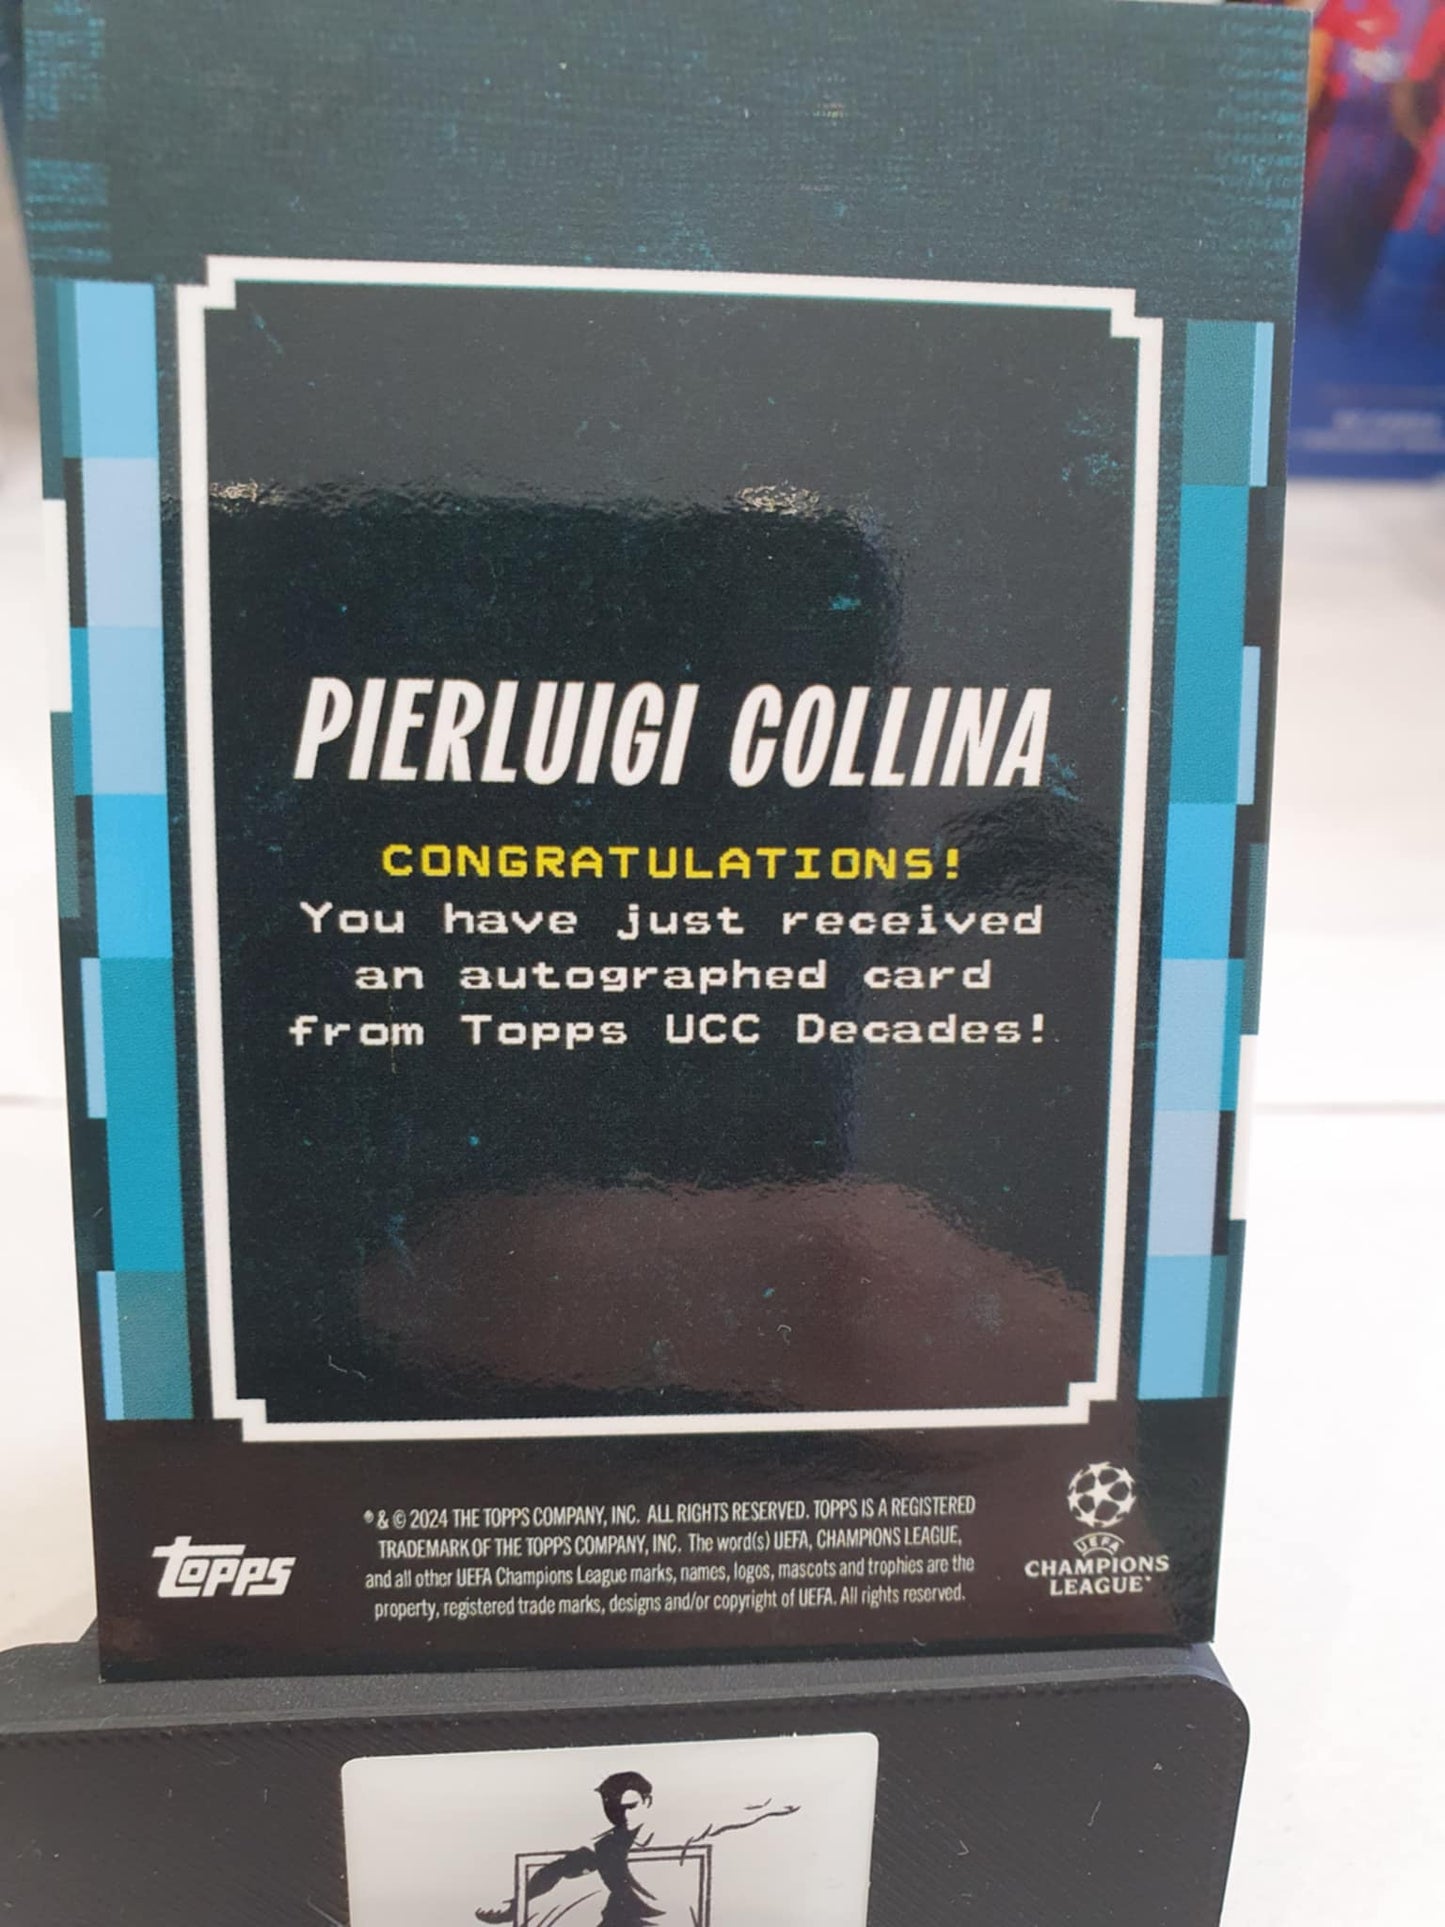 PIERLUIGI COLLINA
CONGRATULATIONS!
You have just received
an autographed card
from Topps UCC Decades!
® & © 2024 THE TOPPS COMPANY, INC. ALL RIGHTS RESERVED. TOPPS IS A REGISTERED
TRADEMARK OF THE TOPPS COMPANY, INC. The word(s) UEFA, CHAMPIONS LEAGUE,
and all other UEFA Champions League marks, names, logos, mascots and trophies are the
property, registered trade marks, designs and/or copyright of UEFA. All rights reserved.
topps
UEFA
CHAMPIONS
LEAGUE